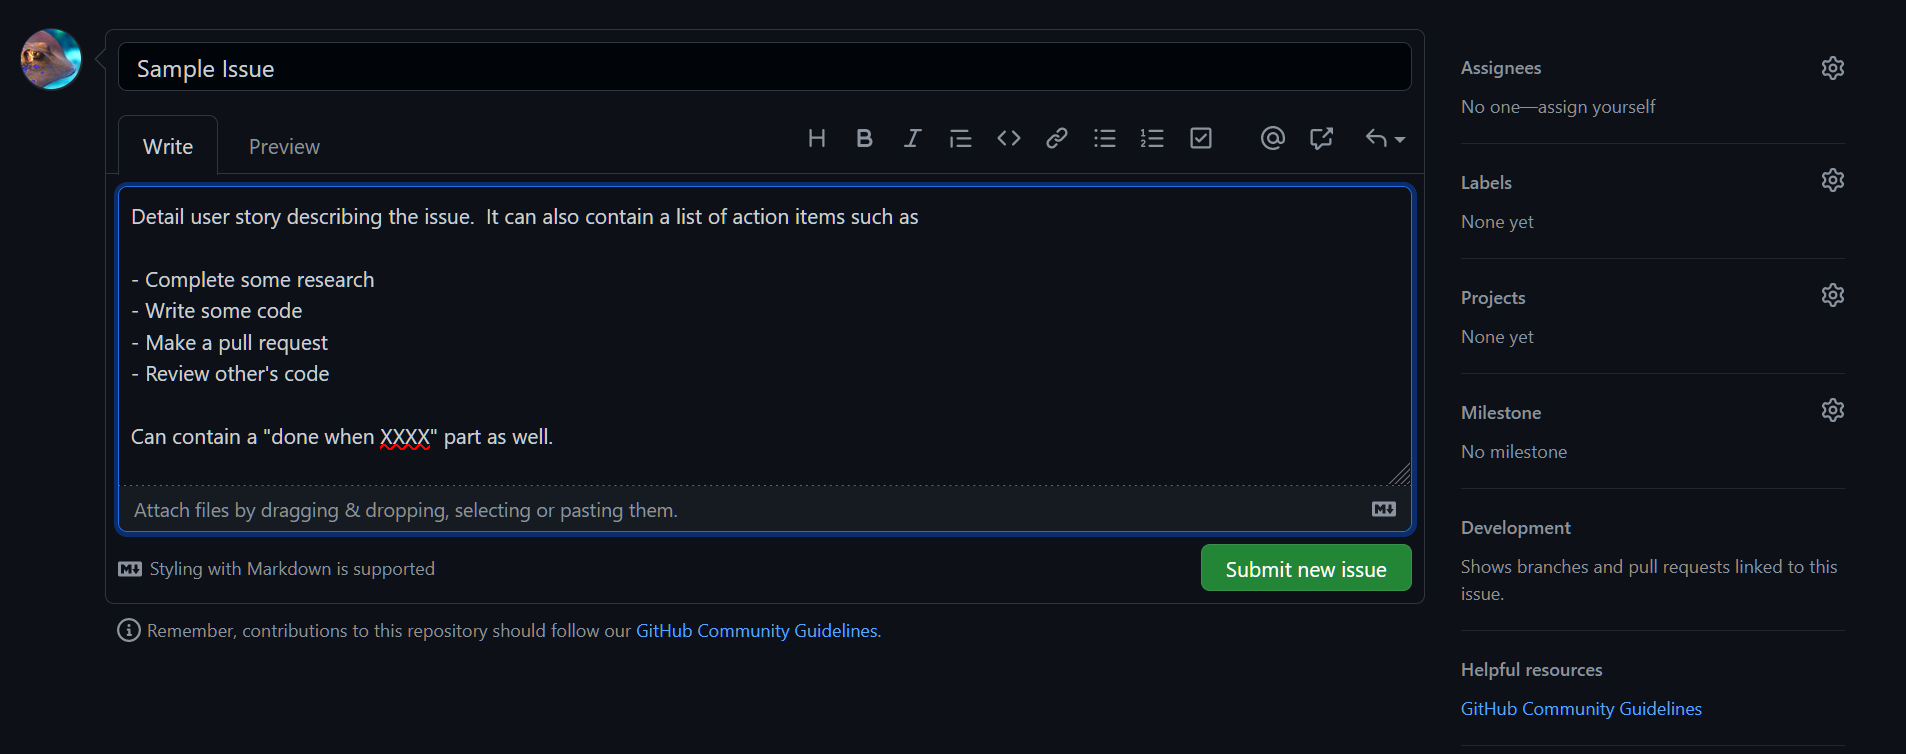 Sample Issue
Write
Preview
Detail user story describing the issue.  It can also contain a list of action items such as
- Complete some research
- Write some code
- Make a pull request
- Review other's code
Can contain a "done when XXXX" part as well.
Attach files by dragging & dropping, selecting or pasting them.
Styling with Markdown is supported
Submit new issue
Remember, contributions to this repository should follow our GitHub Community Guidelines.
Assignees
No one—assign yourself
Labels
None yet
Projects
None yet
Milestone
No milestone
Development
Shows branches and pull requests linked to this
issue.
Helpful resources
GitHub Community Guidelines